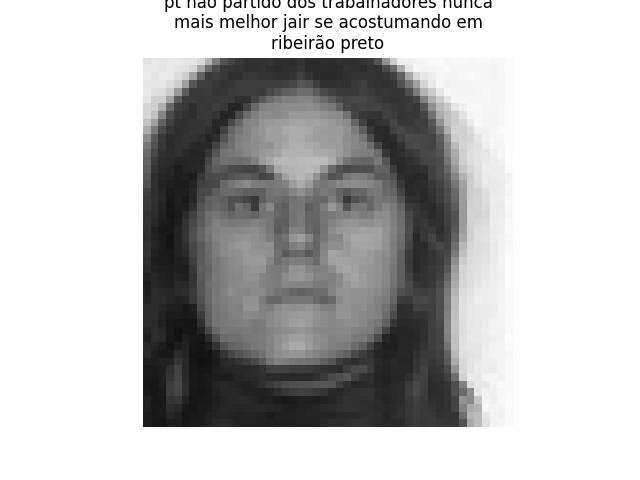 pt não partido dos trabalhadores nunca
mais melhor jair se acostumando em
ribeirão preto